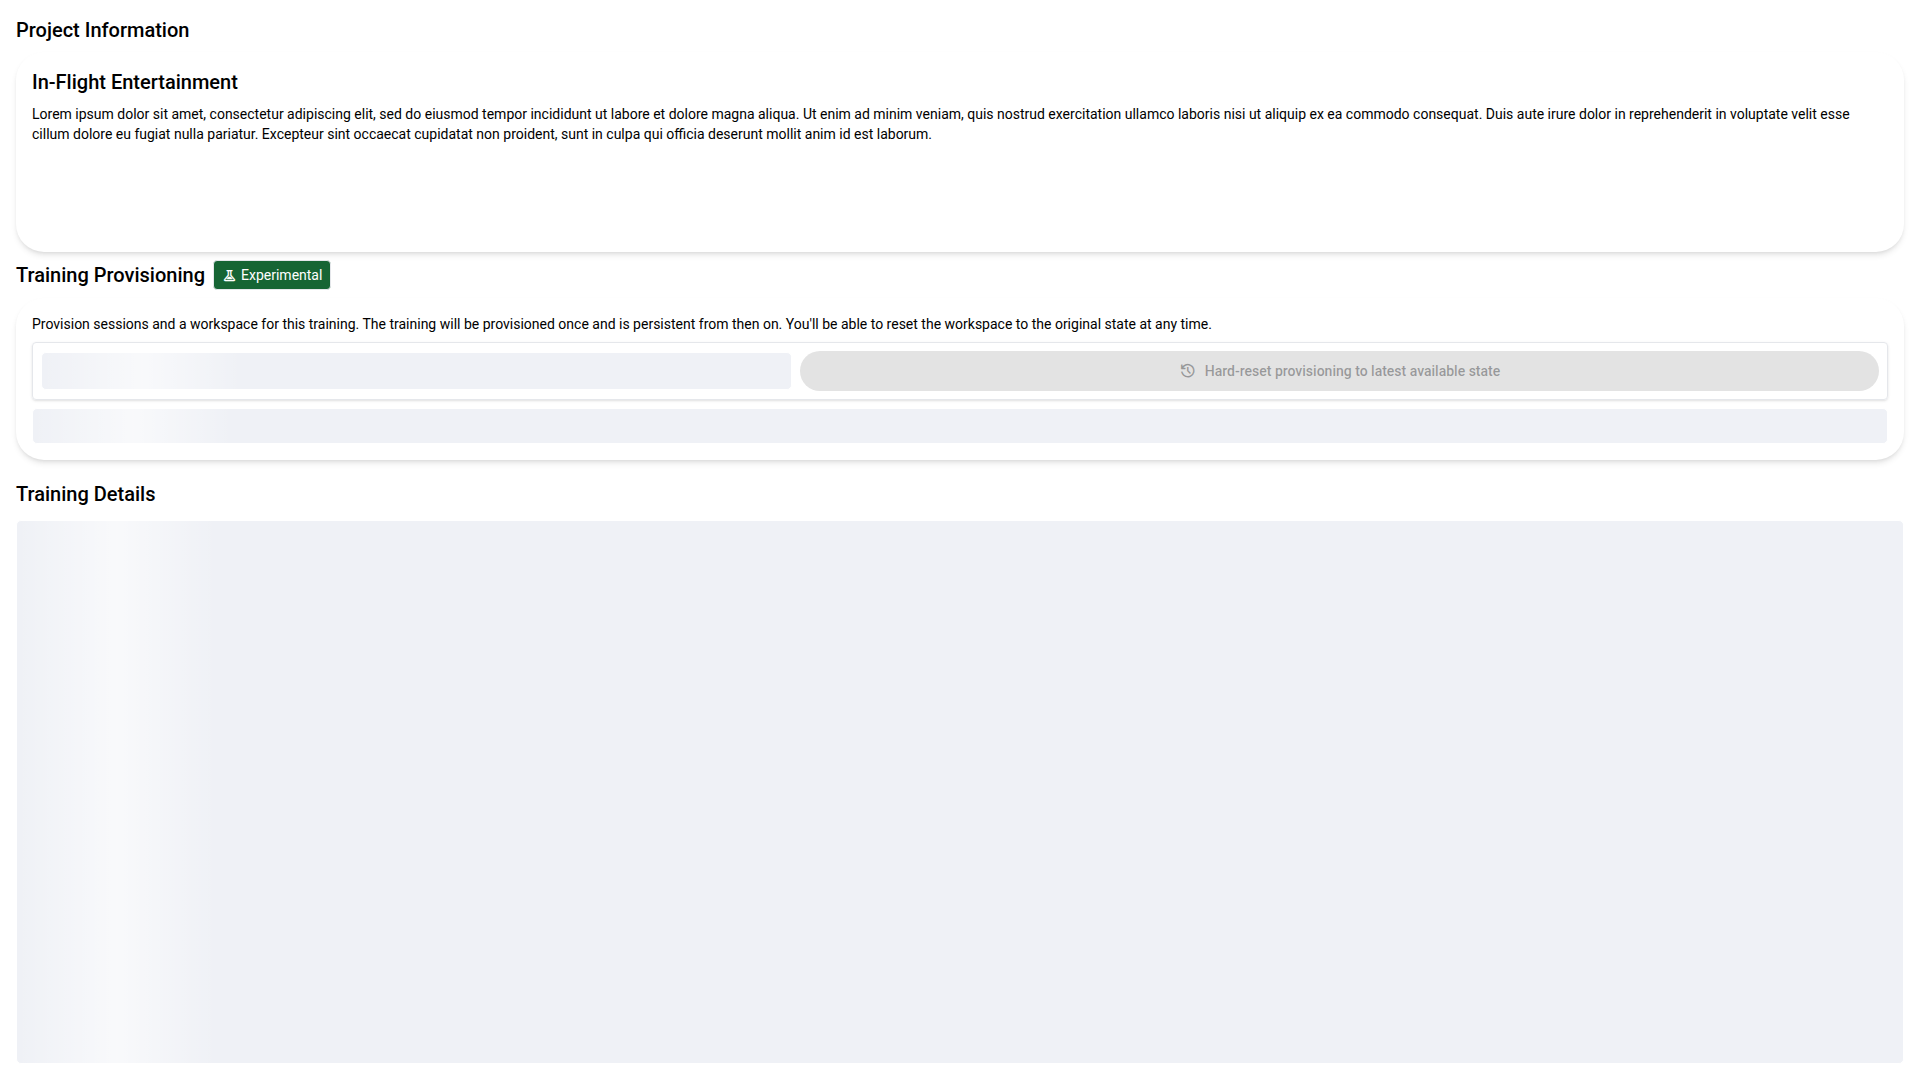 Project Information
In-Flight Entertainment
Lorem ipsum dolor sit amet, consectetur adipiscing elit, sed do eiusmod tempor incididunt ut labore et dolore magna aliqua. Ut enim ad minim veniam, quis nostrud exercitation ullamco laboris nisi ut aliquip ex ea commodo consequat. Duis aute irure dolor in reprehenderit in voluptate velit esse
cillum dolore eu fugiat nulla pariatur. Excepteur sint occaecat cupidatat non proident, sunt in culpa qui officia deserunt mollit anim id est laborum.
Training Provisioning Experimental
Provision sessions and a workspace for this training. The training will be provisioned once and is persistent from then on. You'll be able to reset the workspace to the original state at any time.
Hard-reset provisioning to latest available state
Training Details